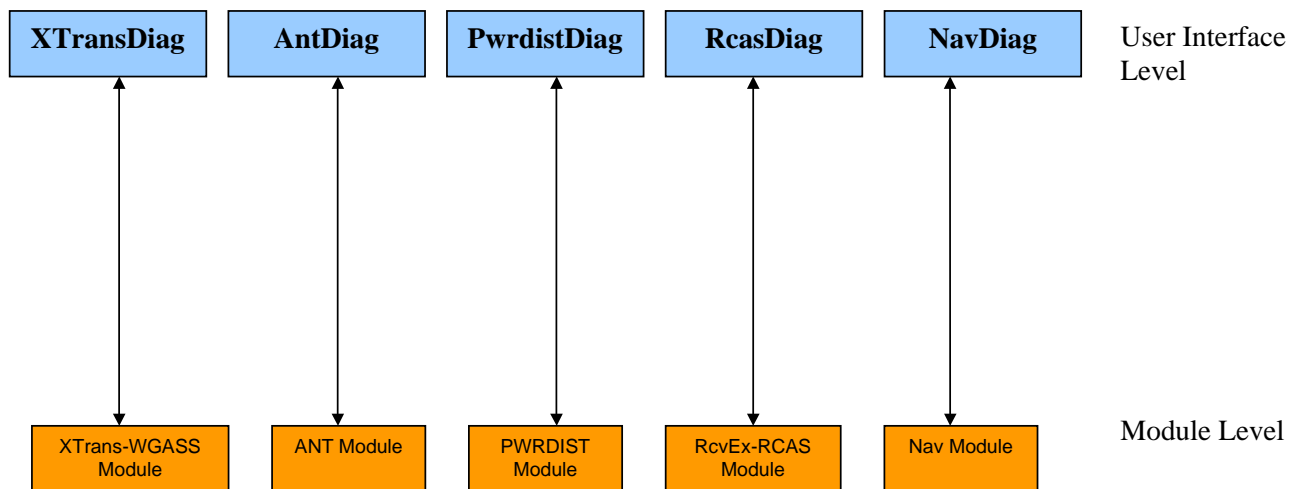 XTransDiag
AntDiag
PwrdistDiag
RcasDiag
NavDiag
User Interface
Level
XTrans-WGASS
Module
ANT Module
PWRDIST
Module
RcvEx-RCAS
Module
Nav Module
Module Level